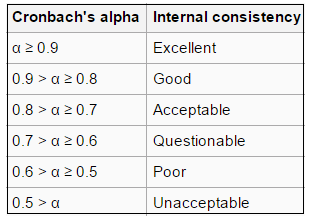 Cronbach's alpha Internal consistency
α ≥ 0.9 Excellent
0.9 > α ≥ 0.8 Good
0.8 > α ≥ 0.7 Acceptable
0.7 > α ≥ 0.6 Questionable
0.6 > α ≥ 0.5 Poor
0.5 > α Unacceptable